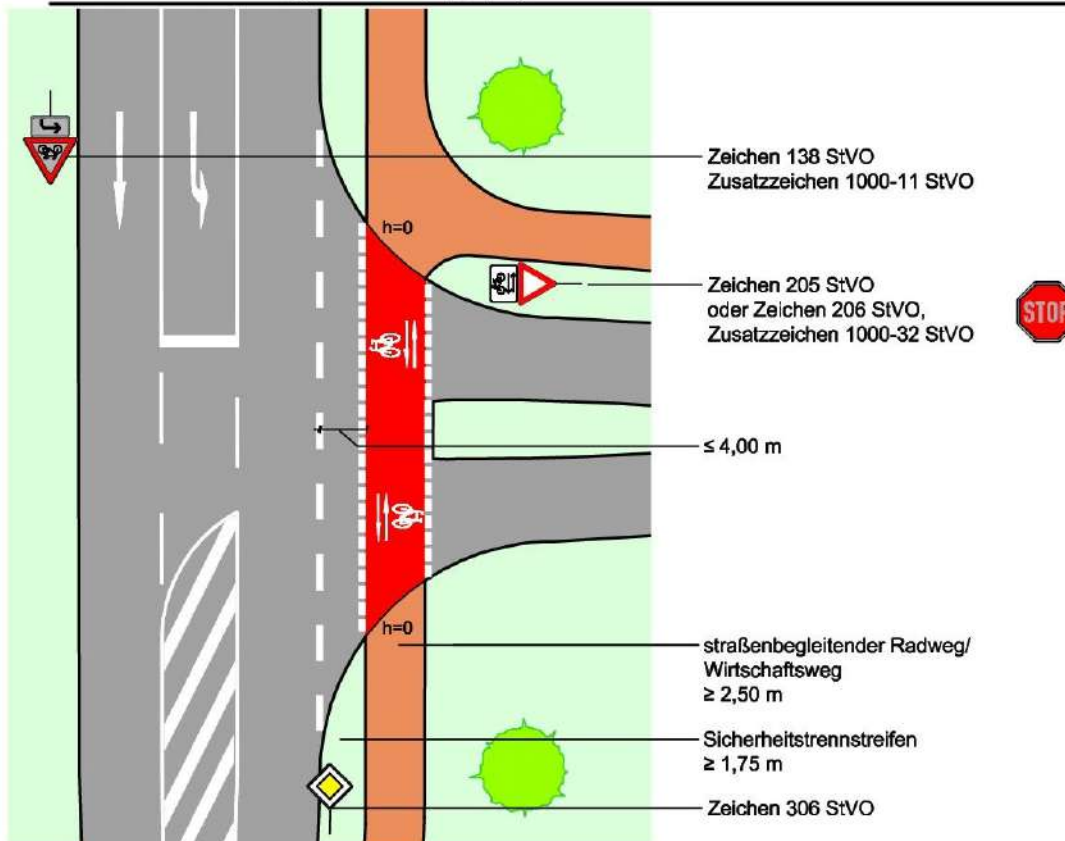 Zeichen 138 StVO
Zusatzzeichen 1000-11 StVO
h=0
Zeichen 205 StVO
oder Zeichen 206 StVO,
Zusatzzeichen 1000-32 StVO
STOP
≤ 4,00 m
h=0
straßenbegleitender Radweg/
Wirtschaftsweg
≥ 2,50 m
Sicherheitstrennstreifen
≥ 1,75 m
Zeichen 306 StVO